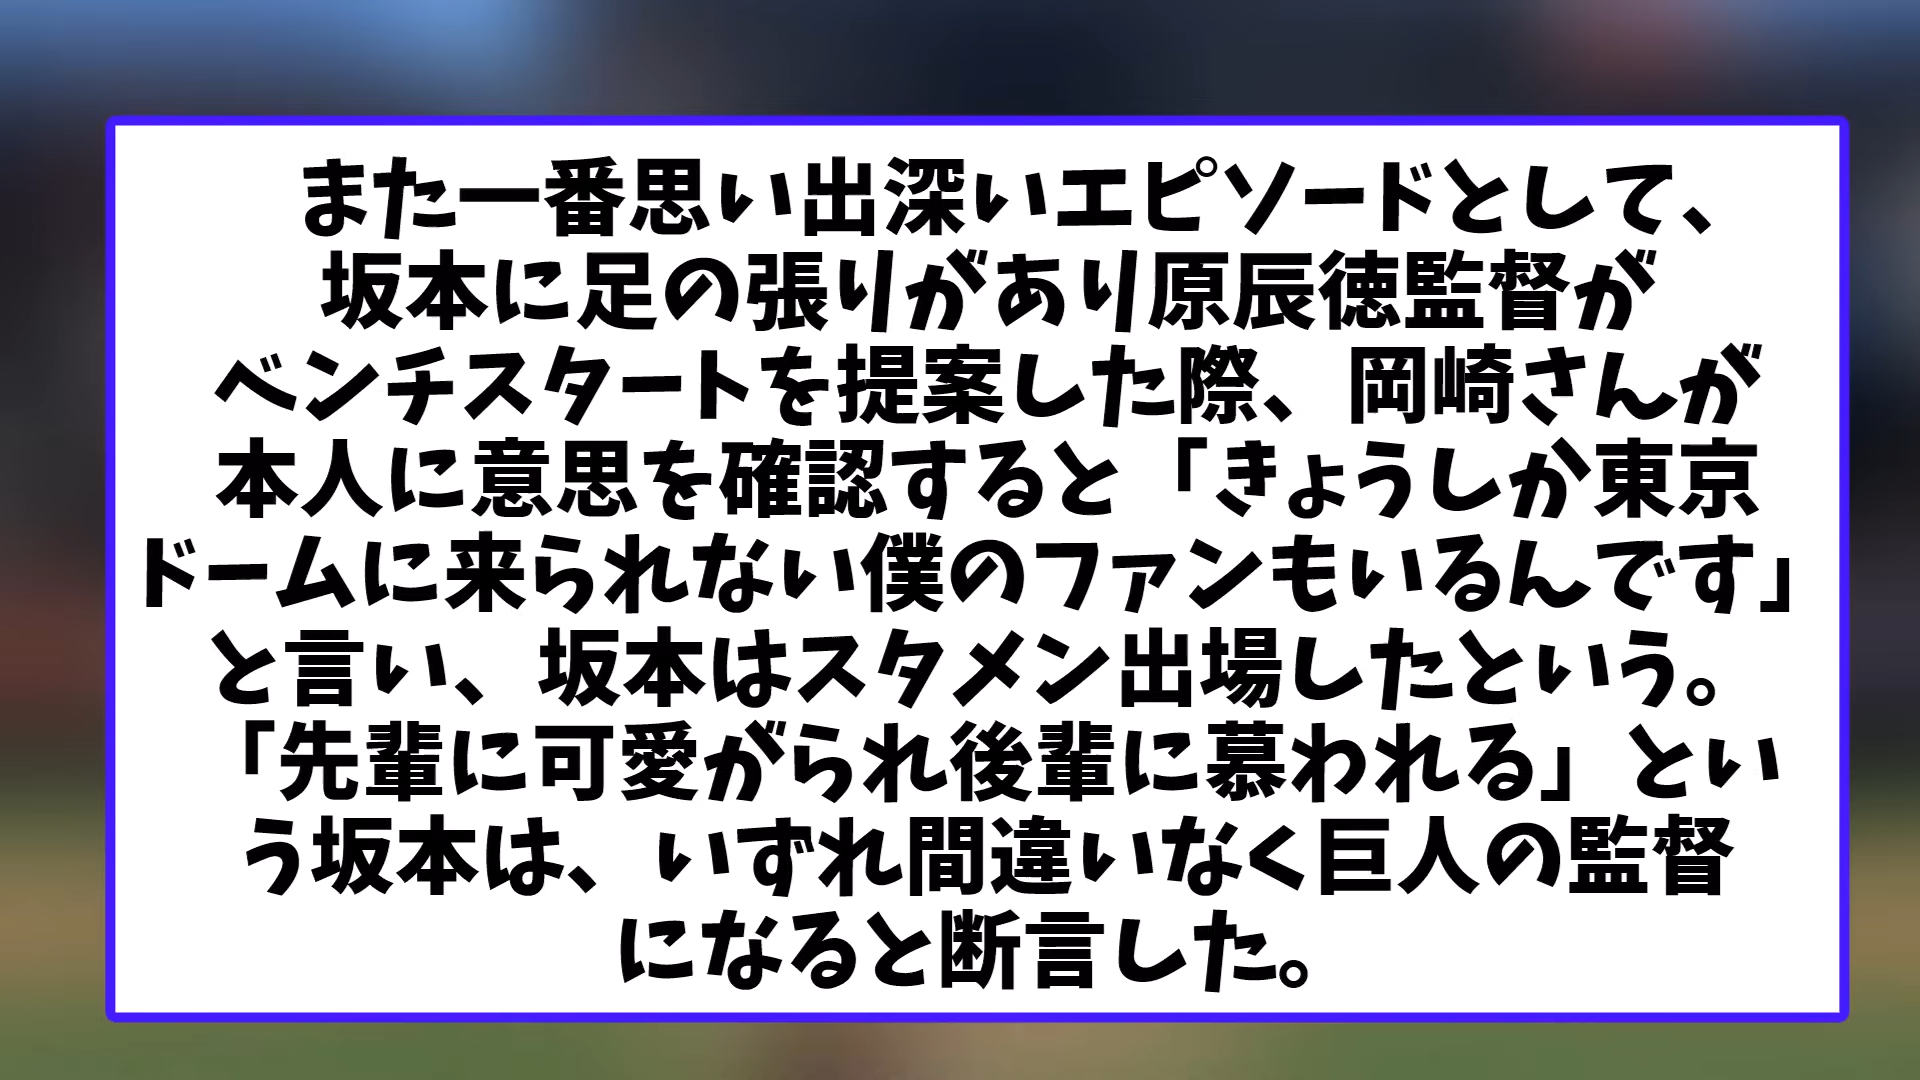 また一番思い出深いエピソードとして、
坂本に足の張りがあり原辰徳監督が
ベンチスタートを提案した際、岡崎さんが
本人に意思を確認すると「きょうしか東京
ドームに来られない僕のファンもいるんです」
と言い、坂本はスタメン出場したという。
「先輩に可愛がられ後輩に慕われる」とい
う坂本は、いずれ間違いなく巨人の監督
になると断言した。